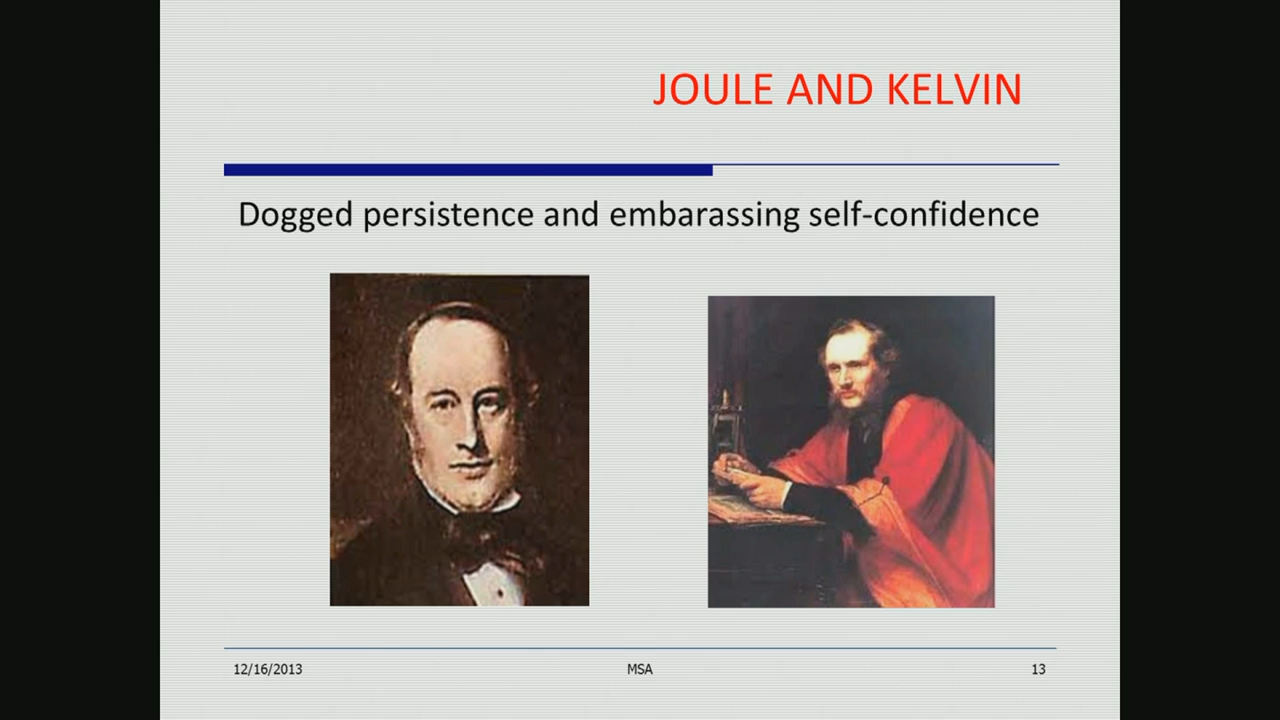 JOULE AND KELVIN
Dogged persistence and embarassing self-confidence
12/16/2013 MSA 13